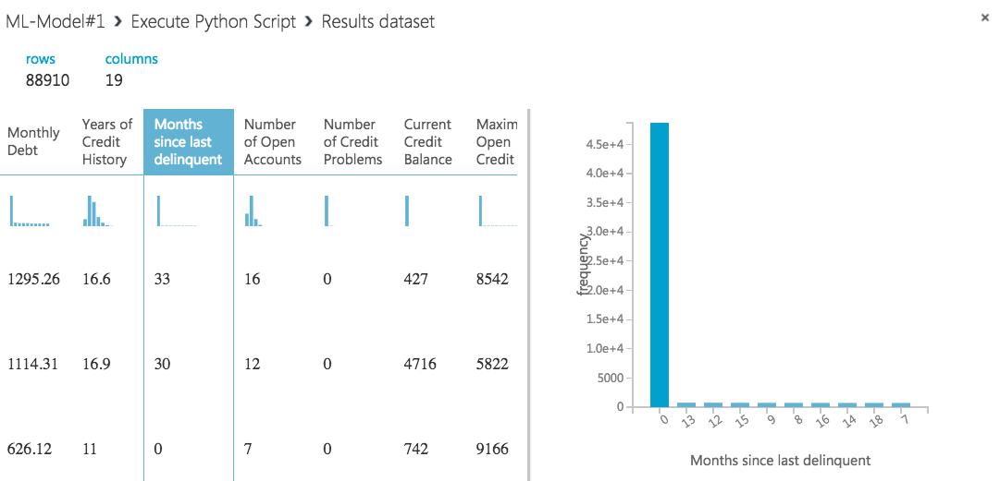 ML-Model#1 > Execute Python Script > Results dataset
×
rows columns
88910 19
Monthly Debt
Years of Credit History
Months since last delinquent
Number of Open Accounts
Number of Credit Problems
Current Credit Balance
Maxim Open Credit
1295.26 16.6 33 16 0 427 8542
1114.31 16.9 30 12 0 4716 5822
626.12 11 0 7 0 742 9166
frequency
4.5e+4
4.0e+4
3.5e+4
3.0e+4
2.5e+4
2.0e+4
1.5e+4
1.0e+4
5000
0
0 13 12 15 9 8 16 14 18 7
Months since last delinquent